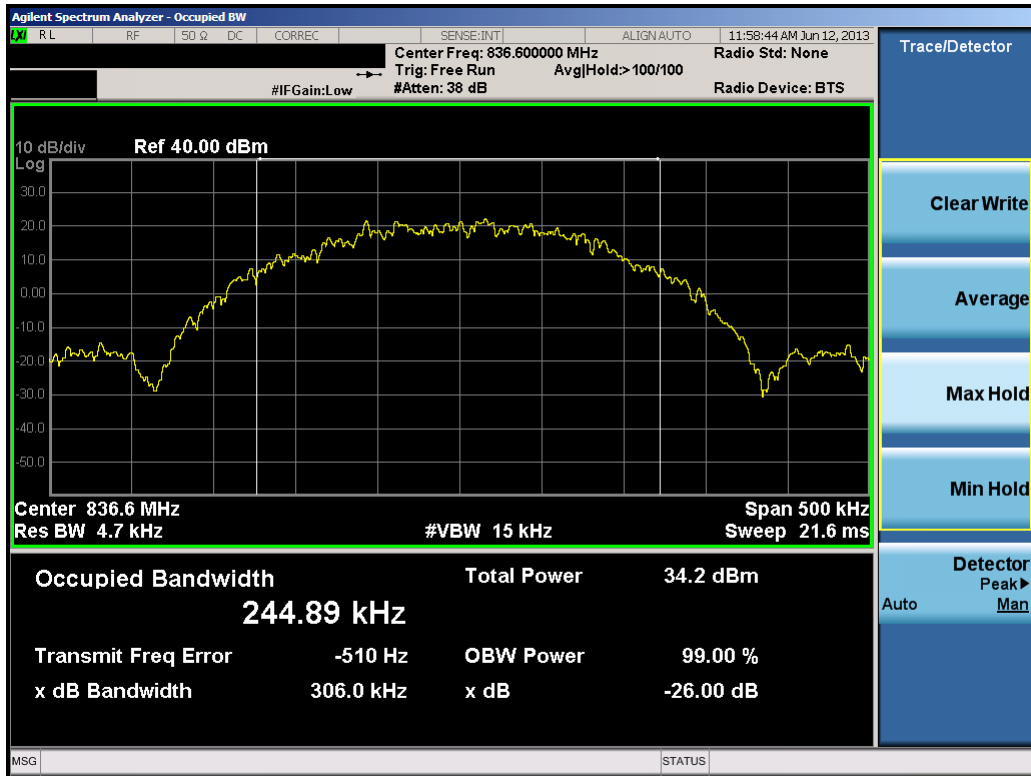 Agilent Spectrum Analyzer - Occupied BW
LXI RL RF 50 Ω DC CORREC SENSE:INT ALIGN AUTO 11:58:44 AM Jun 12, 2013
Center Freq: 836.600000 MHz Radio Std: None
Trig: Free Run Avg|Hold:> 100/100
#IFGain:Low #Atten: 38 dB Radio Device: BTS
10 dB/div Ref 40.00 dBm
Log
30.0
20.0
10.0
0.00
-10.0
-20.0
-30.0
-40.0
-50.0
Center 836.6 MHz Span 500 kHz
Res BW 4.7 kHz #VBW 15 kHz Sweep 21.6 ms
Occupied Bandwidth Total Power 34.2 dBm
244.89 kHz
Transmit Freq Error -510 Hz OBW Power 99.00 %
x dB Bandwidth 306.0 kHz x dB -26.00 dB
MSG STATUS
Trace/Detector
Clear Write
Average
Max Hold
Min Hold
Detector
Peak▶
Auto Man